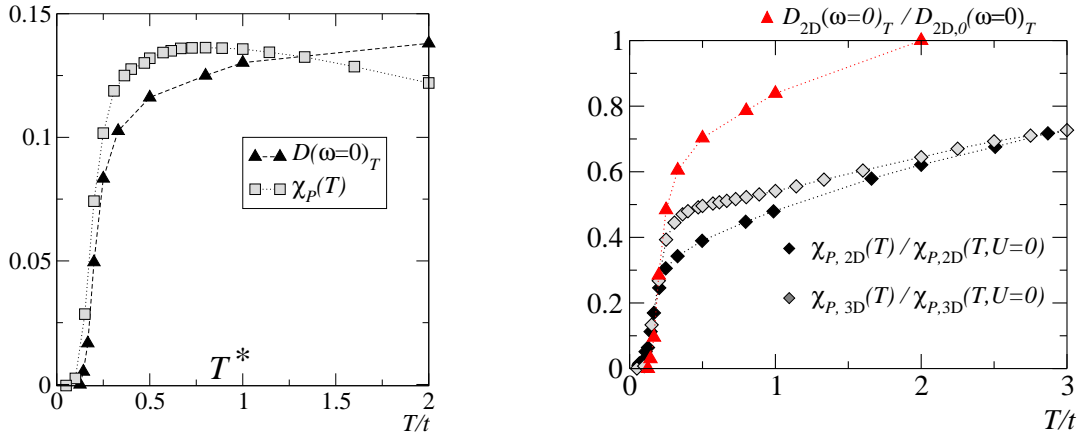 0.15
0.1
0.05
0
D(ω=0)_T
χ_P(T)
T*
0 0.5 1 1.5 2
T/t
D_2D(ω=0)_T / D_2D,0(ω=0)_T
1
0.8
0.6
0.4
0.2
0
χ_P, 2D(T) / χ_P,2D(T,U=0)
χ_P, 3D(T) / χ_P,3D(T,U=0)
0 1 2 3
T/t